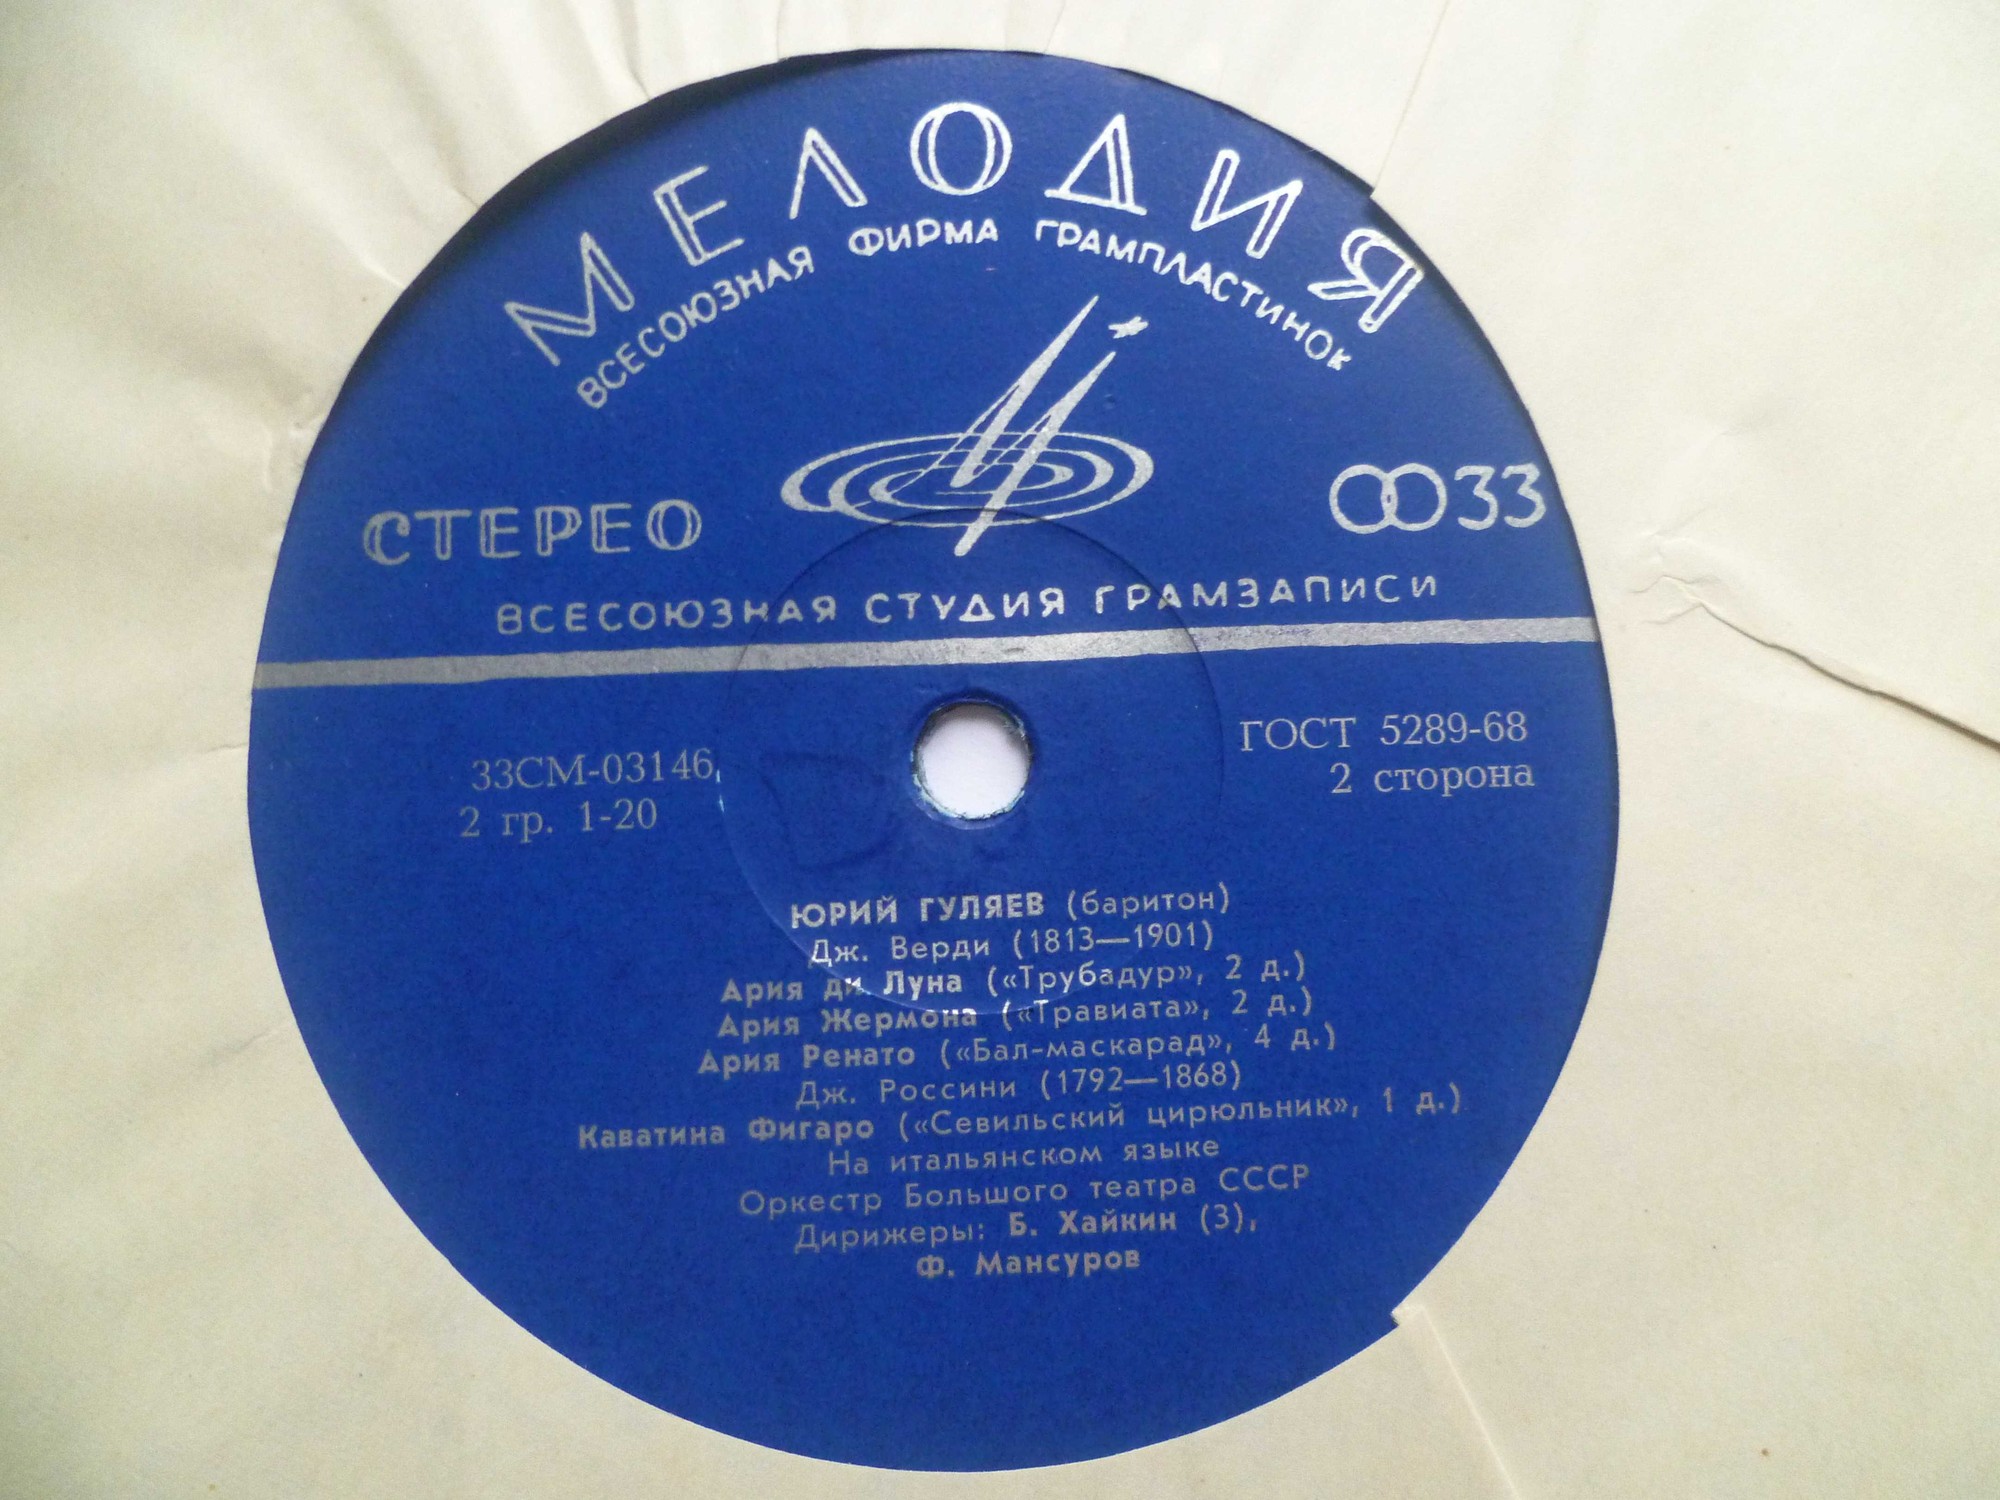 МЕЛОДИЯ
ВСЕСОЮЗНАЯ ФИРМА ГРАМПЛАСТИНОК
СТЕРЕО
33
ВСЕСОЮЗНАЯ СТУДИЯ ГРАМЗАПИСИ
33СМ-03146
2 гр. 1-20
ГОСТ 5289-68
2 сторона
ЮРИЙ ГУЛЯЕВ (баритон)
Дж. Верди (1813—1901)
Ария ди Луна («Трубадур», 2 д.)
Ария Жермона («Травиата», 2 д.)
Ария Ренато («Бал-маскарад», 4 д.)
Дж. Россини (1792—1868)
Каватина Фигаро («Севильский цирюльник», 1 д.)
На итальянском языке
Оркестр Большого театра СССР
Дирижеры: Б. Хайкин (3),
Ф. Мансуров